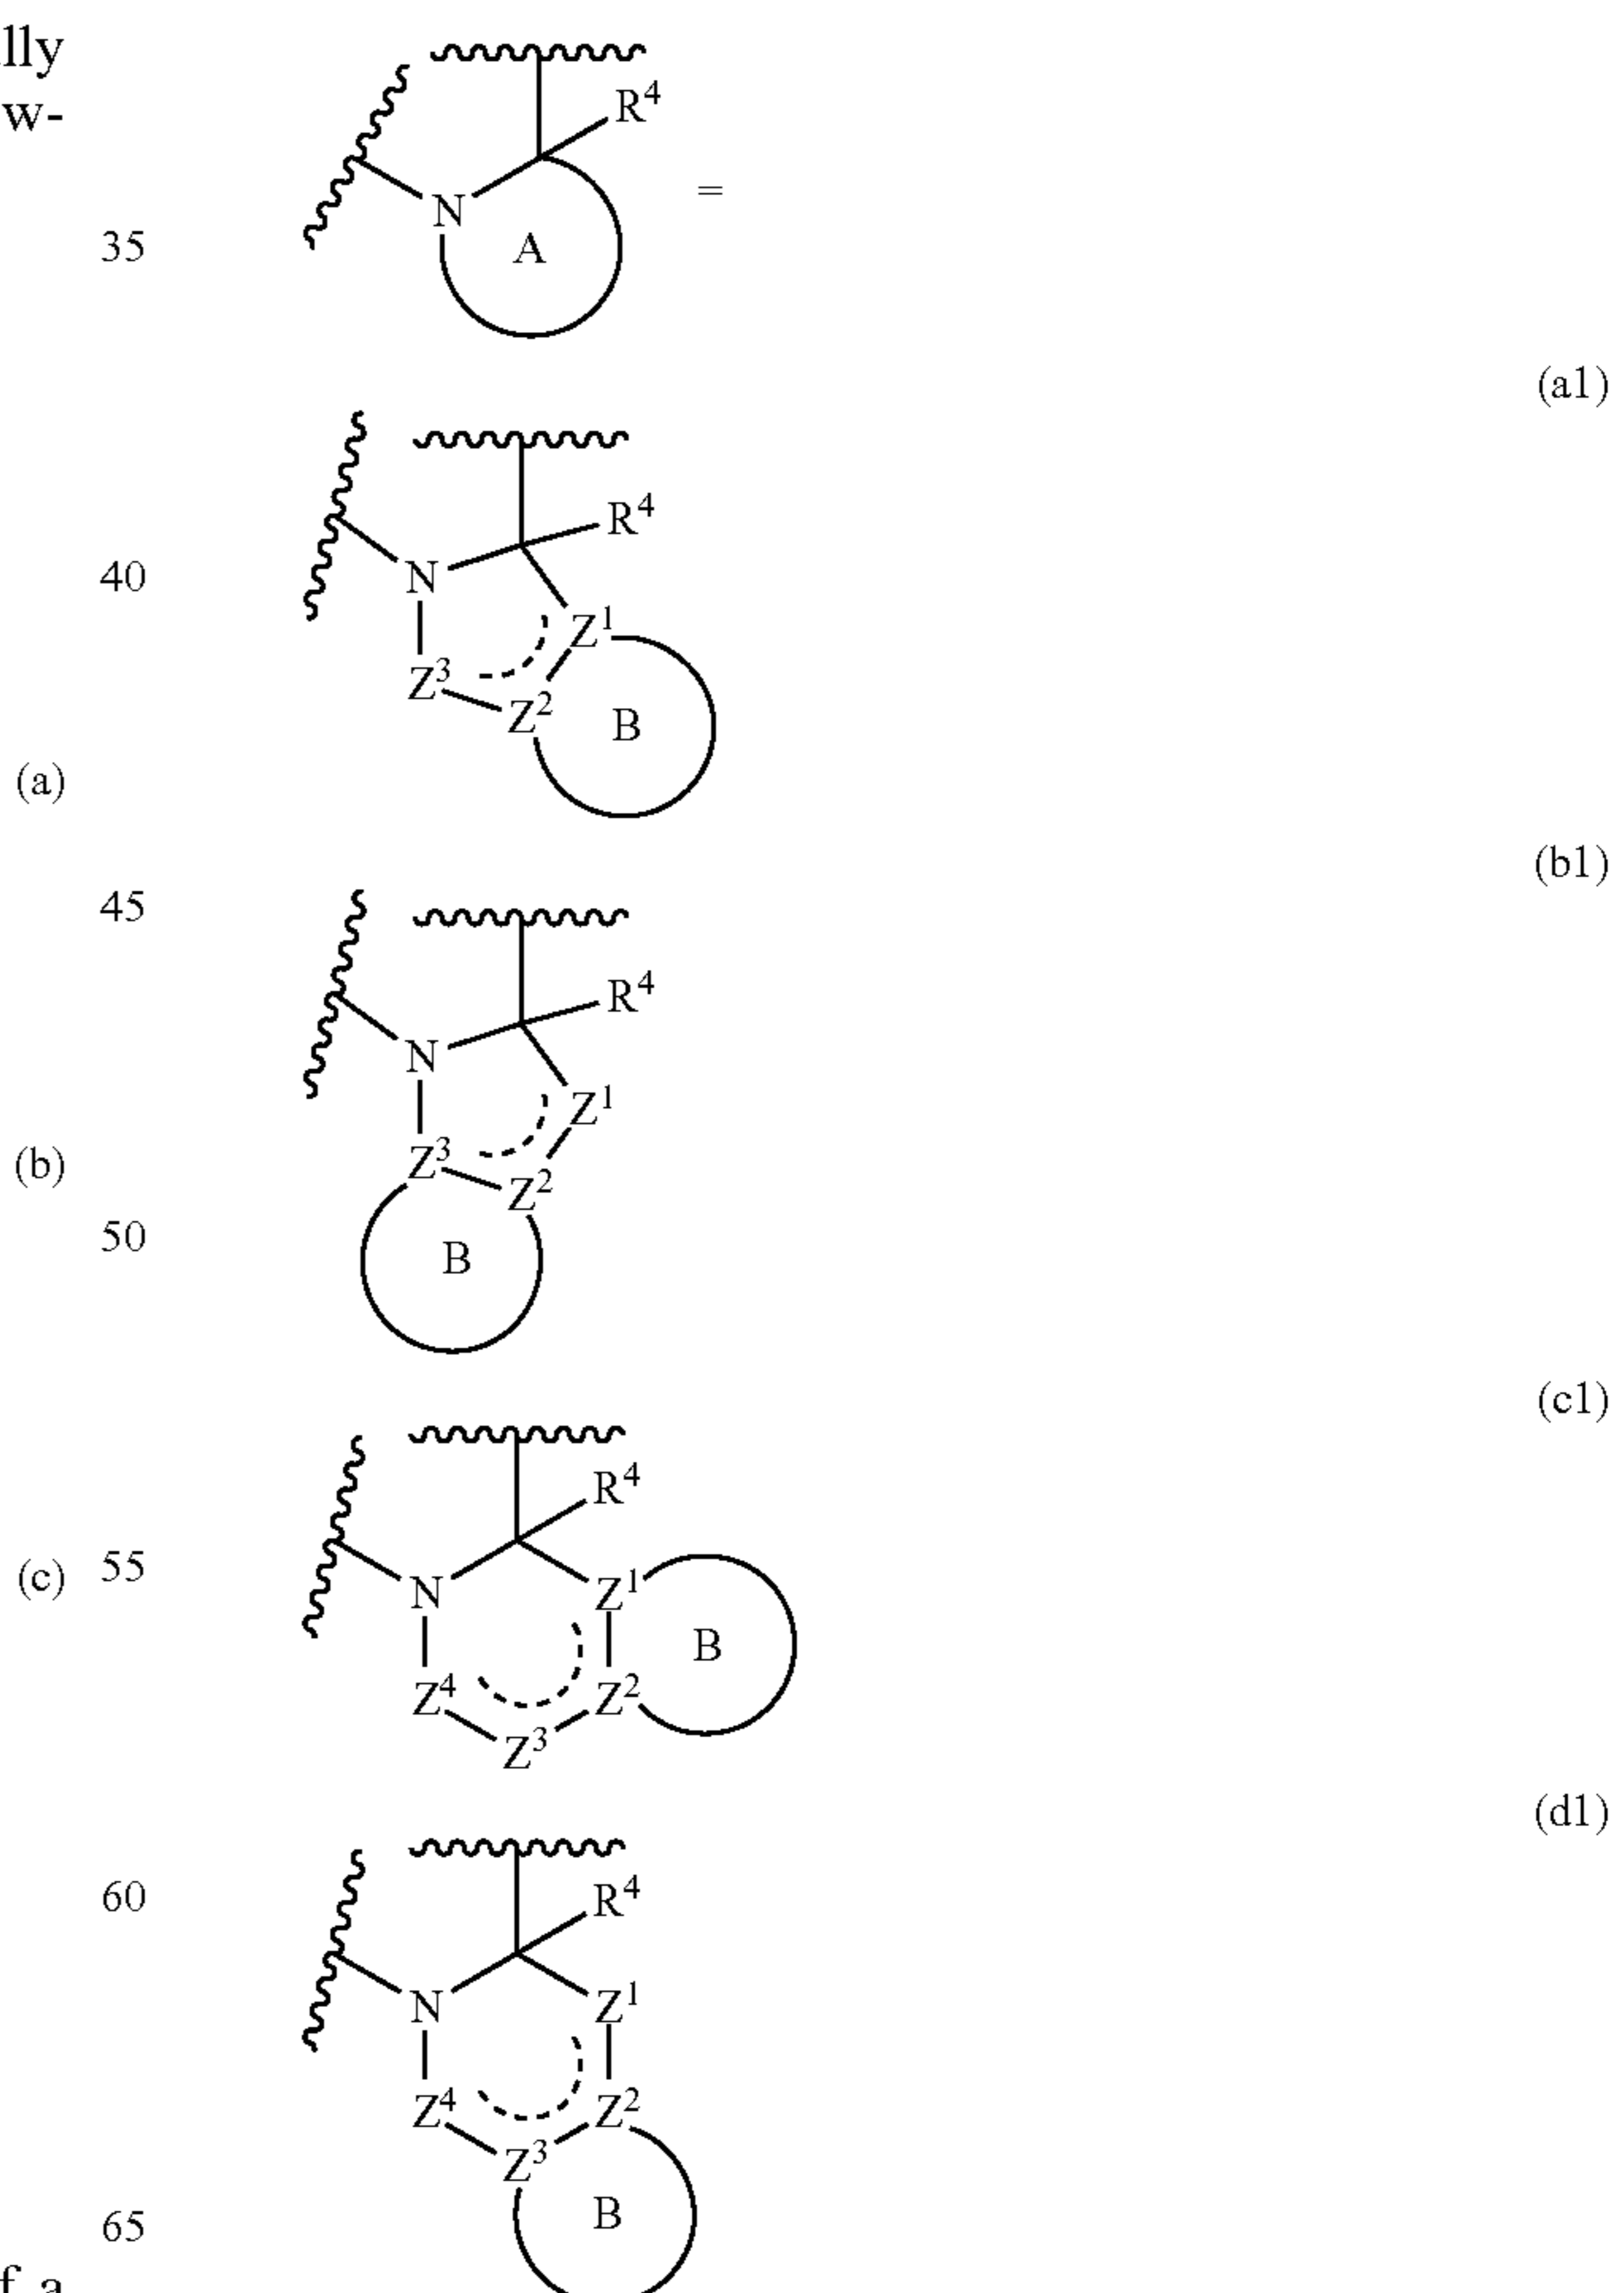 lly
w-
R⁴
N
A
=
35
(a1)
R⁴
40
N
Z¹
Z³
Z²
B
(a)
(b1)
45
R⁴
N
Z¹
(b)
Z³
Z²
50
B
(c1)
R⁴
(c)
55
N
Z¹
B
Z⁴
Z²
Z³
(d1)
60
R⁴
N
Z¹
Z⁴
Z²
Z³
B
65
f a